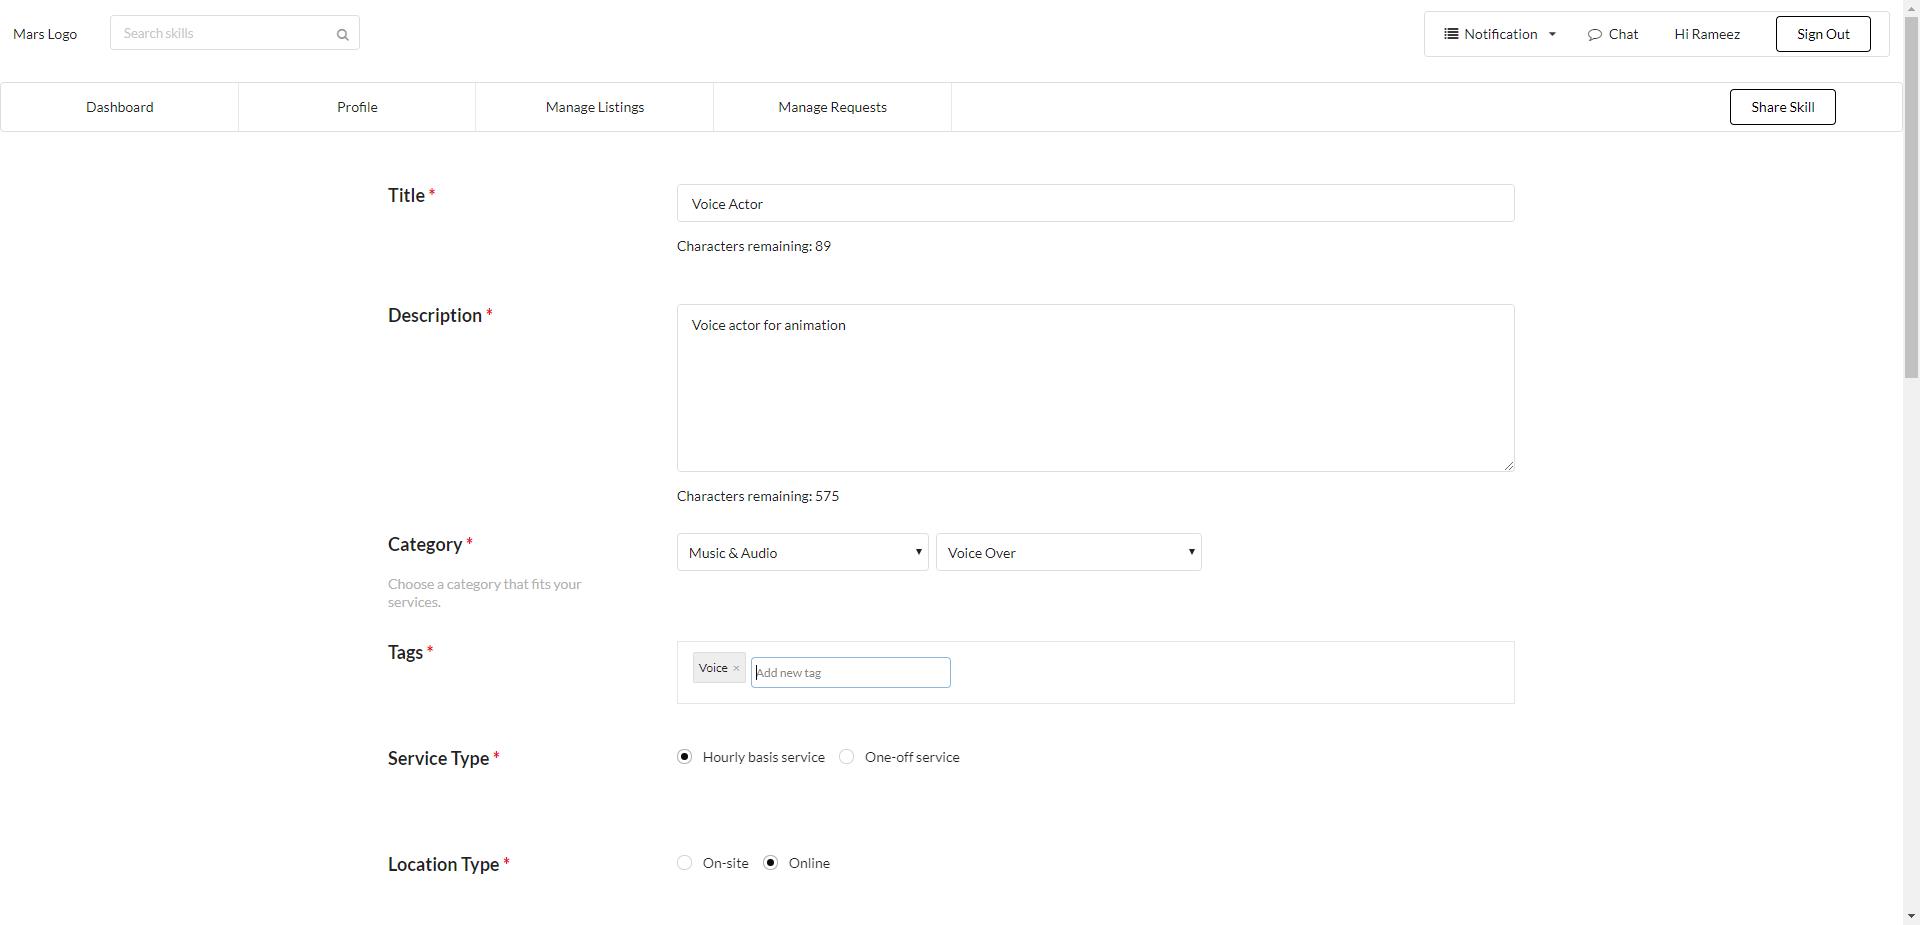 Mars Logo
Search skills
Notification
Chat
Hi Rameez
Sign Out
Dashboard
Profile
Manage Listings
Manage Requests
Share Skill
Title *
Voice Actor
Characters remaining: 89
Description *
Voice actor for animation
Characters remaining: 575
Category *
Choose a category that fits your
services.
Music & Audio
Voice Over
Tags *
Voice ×
Add new tag
Service Type *
Hourly basis service
One-off service
Location Type *
On-site
Online